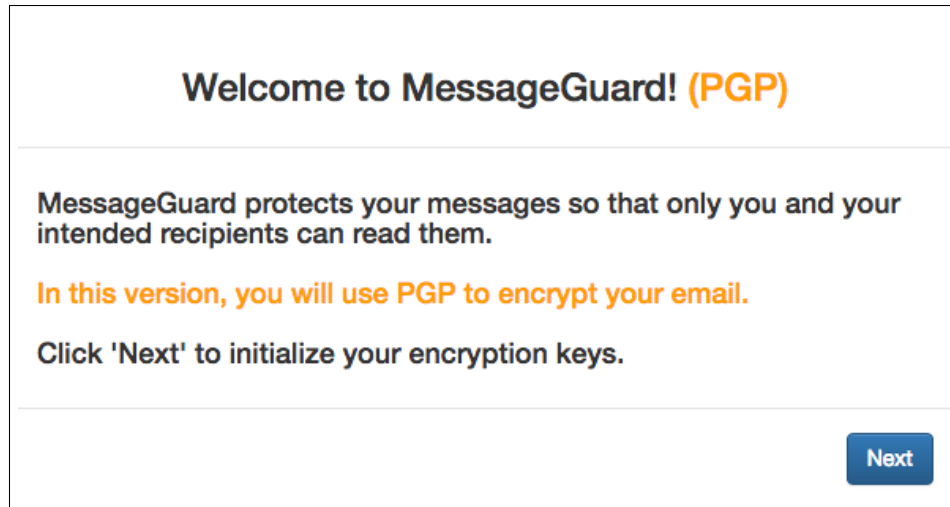 Welcome to MessageGuard! (PGP)
MessageGuard protects your messages so that only you and your
intended recipients can read them.
In this version, you will use PGP to encrypt your email.
Click 'Next' to initialize your encryption keys.
Next